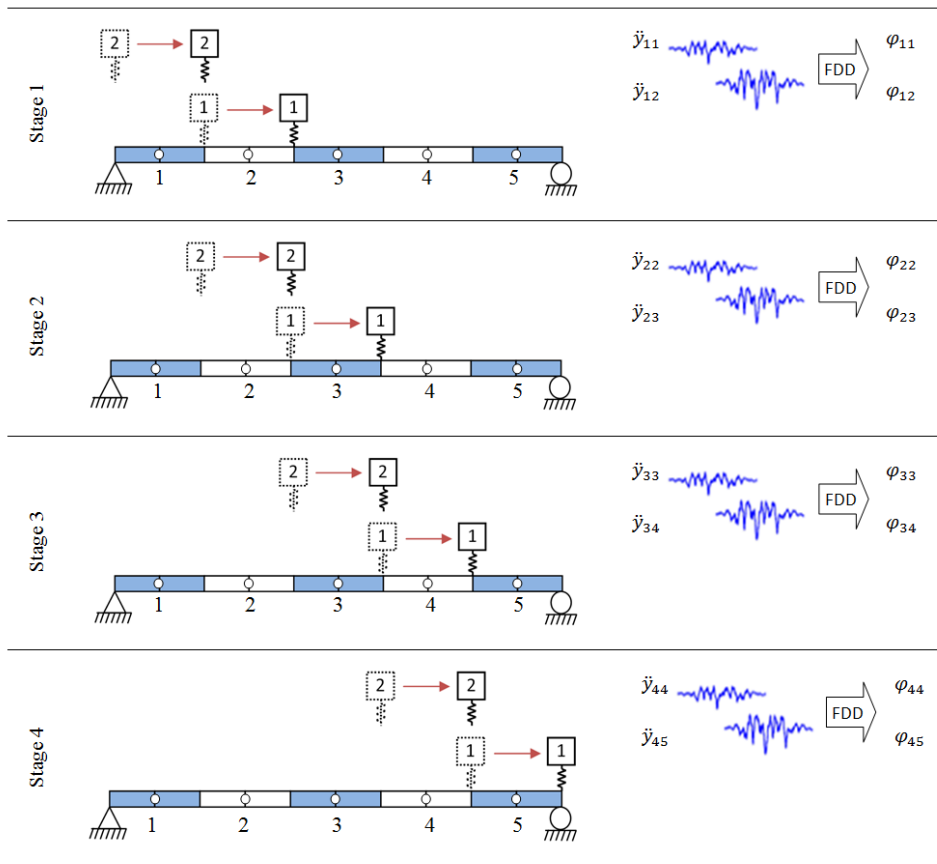 2 2 ÿ₁₁ φ₁₁
FDD
1 1 ÿ₁₂ φ₁₂
Stage 1
1 2 3 4 5
2 2 ÿ₂₂ φ₂₂
FDD
1 1 ÿ₂₃ φ₂₃
Stage 2
1 2 3 4 5
2 2 ÿ₃₃ φ₃₃
FDD
1 1 ÿ₃₄ φ₃₄
Stage 3
1 2 3 4 5
2 2 ÿ₄₄ φ₄₄
FDD
1 1 ÿ₄₅ φ₄₅
Stage 4
1 2 3 4 5